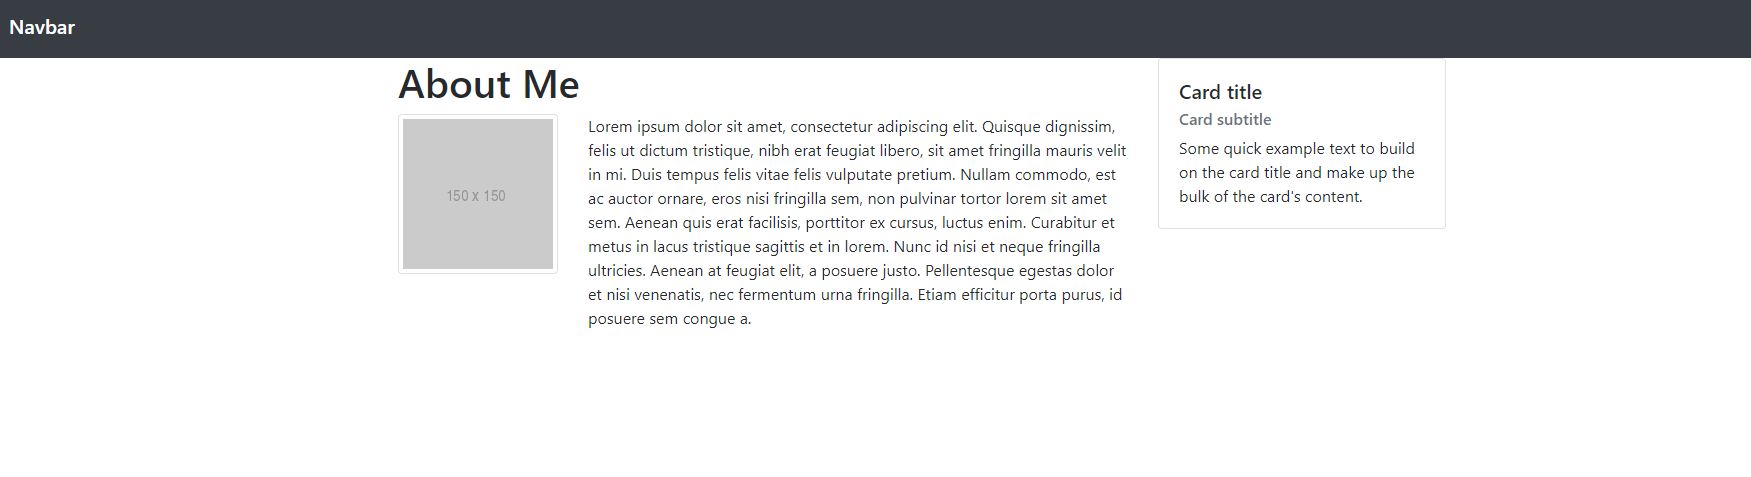 Navbar
About Me
150 x 150
Lorem ipsum dolor sit amet, consectetur adipiscing elit. Quisque dignissim,
felis ut dictum tristique, nibh erat feugiat libero, sit amet fringilla mauris velit
in mi. Duis tempus felis vitae felis vulputate pretium. Nullam commodo, est
ac auctor ornare, eros nisi fringilla sem, non pulvinar tortor lorem sit amet
sem. Aenean quis erat facilisis, porttitor ex cursus, luctus enim. Curabitur et
metus in lacus tristique sagittis et in lorem. Nunc id nisi et neque fringilla
ultricies. Aenean at feugiat elit, a posuere justo. Pellentesque egestas dolor
et nisi venenatis, nec fermentum urna fringilla. Etiam efficitur porta purus, id
posuere sem congue a.
Card title
Card subtitle
Some quick example text to build
on the card title and make up the
bulk of the card's content.